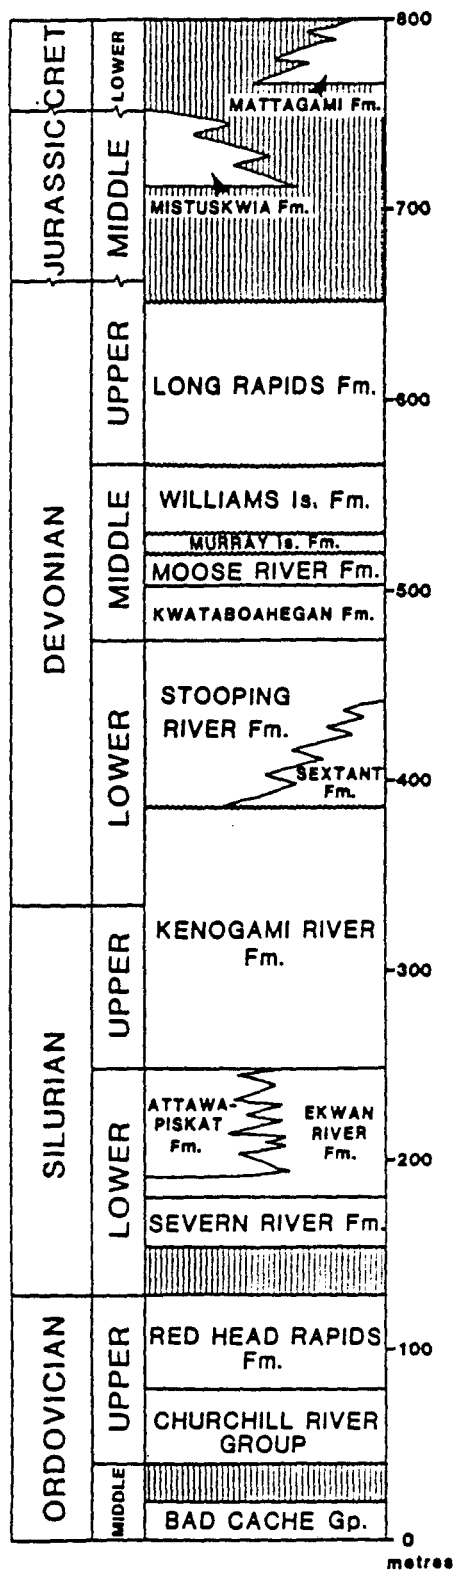 CRET
JURASSIC
DEVONIAN
SILURIAN
ORDOVICIAN
LOWER
MIDDLE
UPPER
MIDDLE
LOWER
UPPER
LOWER
UPPER
MIDDLE
MATTAGAMI Fm.
MISTUSKWIA Fm.
LONG RAPIDS Fm.
WILLIAMS Is. Fm.
MURRAY Is. Fm.
MOOSE RIVER Fm.
KWATABOAHEGAN Fm.
STOOPING
RIVER Fm.
SEXTANT
Fm.
KENOGAMI RIVER
Fm.
ATTAWA-
PISKAT
Fm.
EKWAN
RIVER
Fm.
SEVERN RIVER Fm.
RED HEAD RAPIDS
Fm.
CHURCHILL RIVER
GROUP
BAD CACHE Gp.
800
700
600
500
400
300
200
100
0
metres